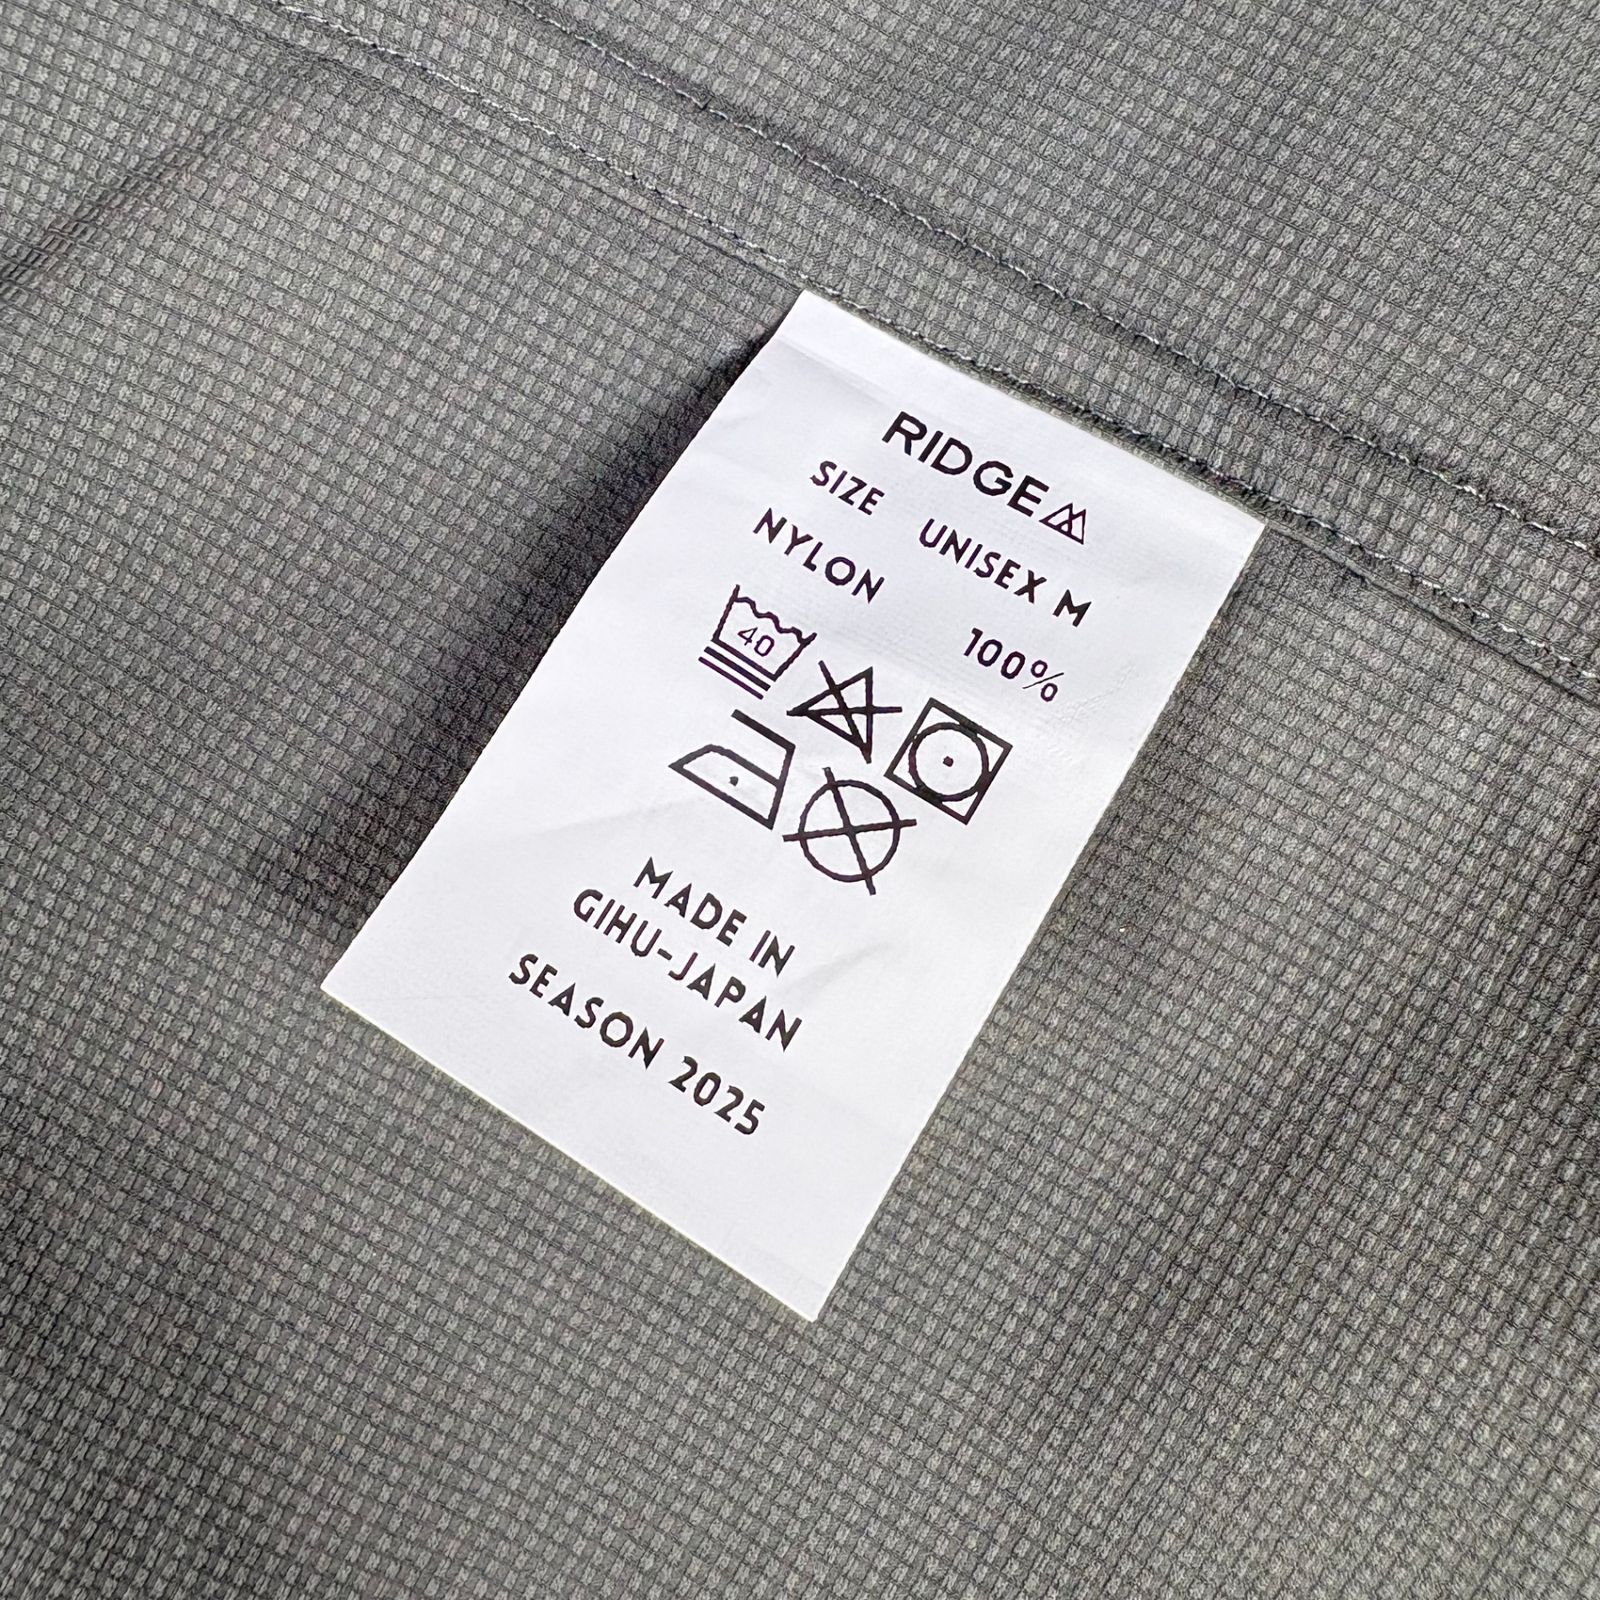 RIDGE
SIZE UNISEX M
NYLON 100%
40
MADE IN
GIHU-JAPAN
SEASON 2025